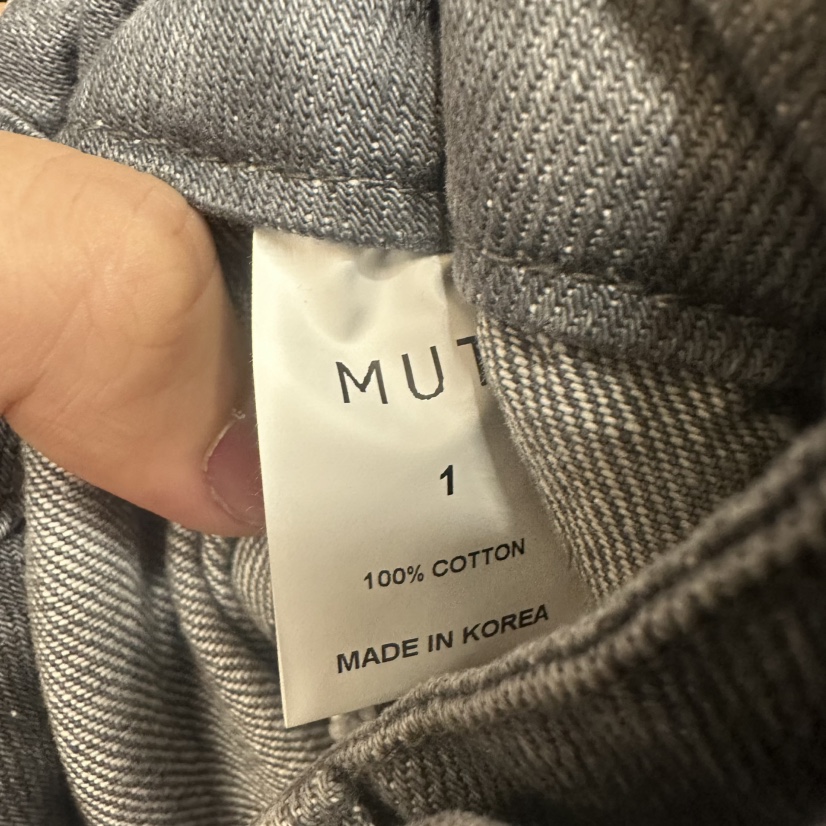 MUT
1
100% COTTON
MADE IN KOREA